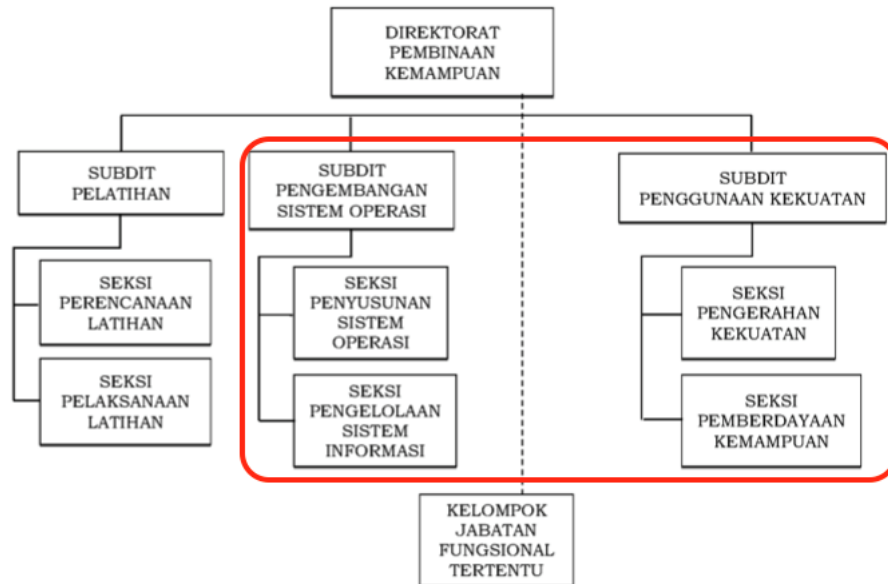 DIREKTORAT
PEMBINAAN
KEMAMPUAN
SUBDIT
PELATIHAN
SUBDIT
PENGEMBANGAN
SISTEM OPERASI
SUBDIT
PENGGUNAAN KEKUATAN
SEKSI
PERENCANAAN
LATIHAN
SEKSI
PENYUSUNAN
SISTEM
OPERASI
SEKSI
PENGERAHAN
KEKUATAN
SEKSI
PELAKSANAAN
LATIHAN
SEKSI
PENGELOLAAN
SISTEM
INFORMASI
SEKSI
PEMBERDAYAAN
KEMAMPUAN
KELOMPOK
JABATAN
FUNGSIONAL
TERTENTU